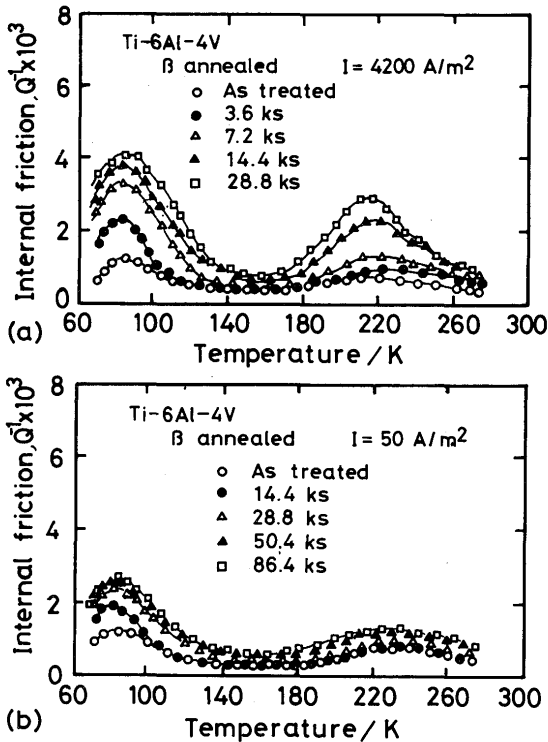 8
Ti-6Al-4V
ß annealed I = 4200 A/m2
6
As treated
3.6 ks
7.2 ks
14.4 ks
28.8 ks
4
2
0
Internal friction, Q-1x103
60 100 140 180 220 260 300
(a)
Temperature / K
8
Ti-6Al-4V
ß annealed I = 50 A/m2
6
As treated
14.4 ks
28.8 ks
50.4 ks
86.4 ks
4
2
0
Internal friction, Q-1x103
60 100 140 180 220 260 300
(b)
Temperature / K